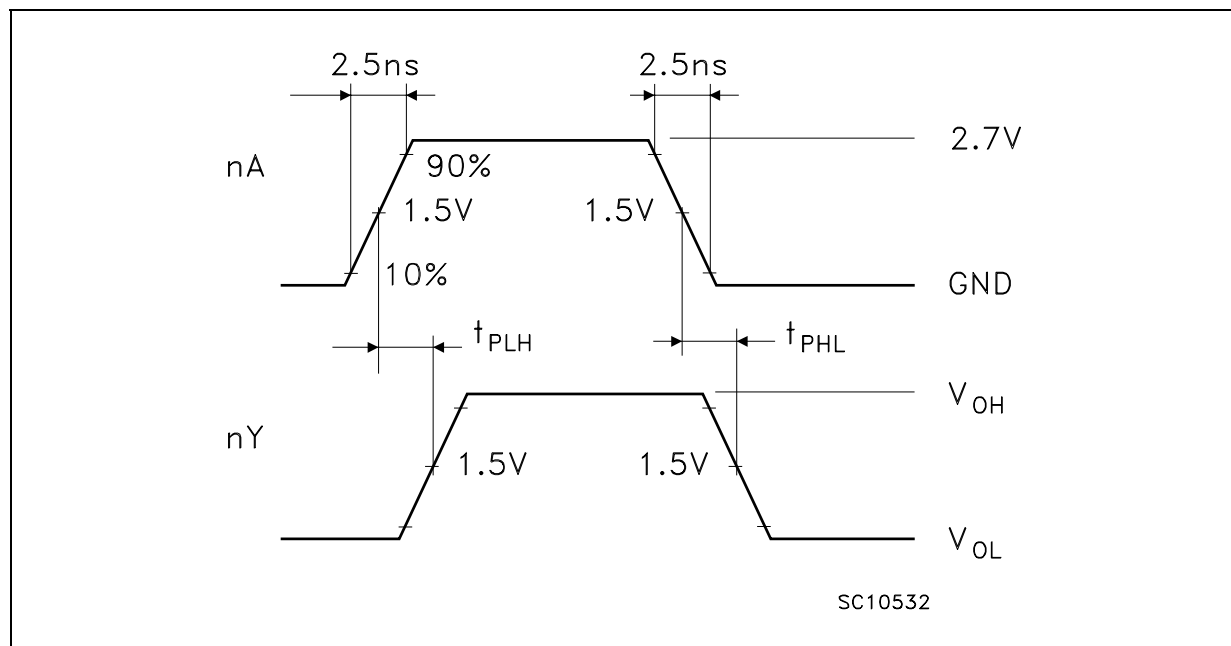 2.5ns 2.5ns
2.7V
nA
90%
1.5V 1.5V
10%
GND
tPLH tPHL
VOH
nY
1.5V 1.5V
VOL
SC10532